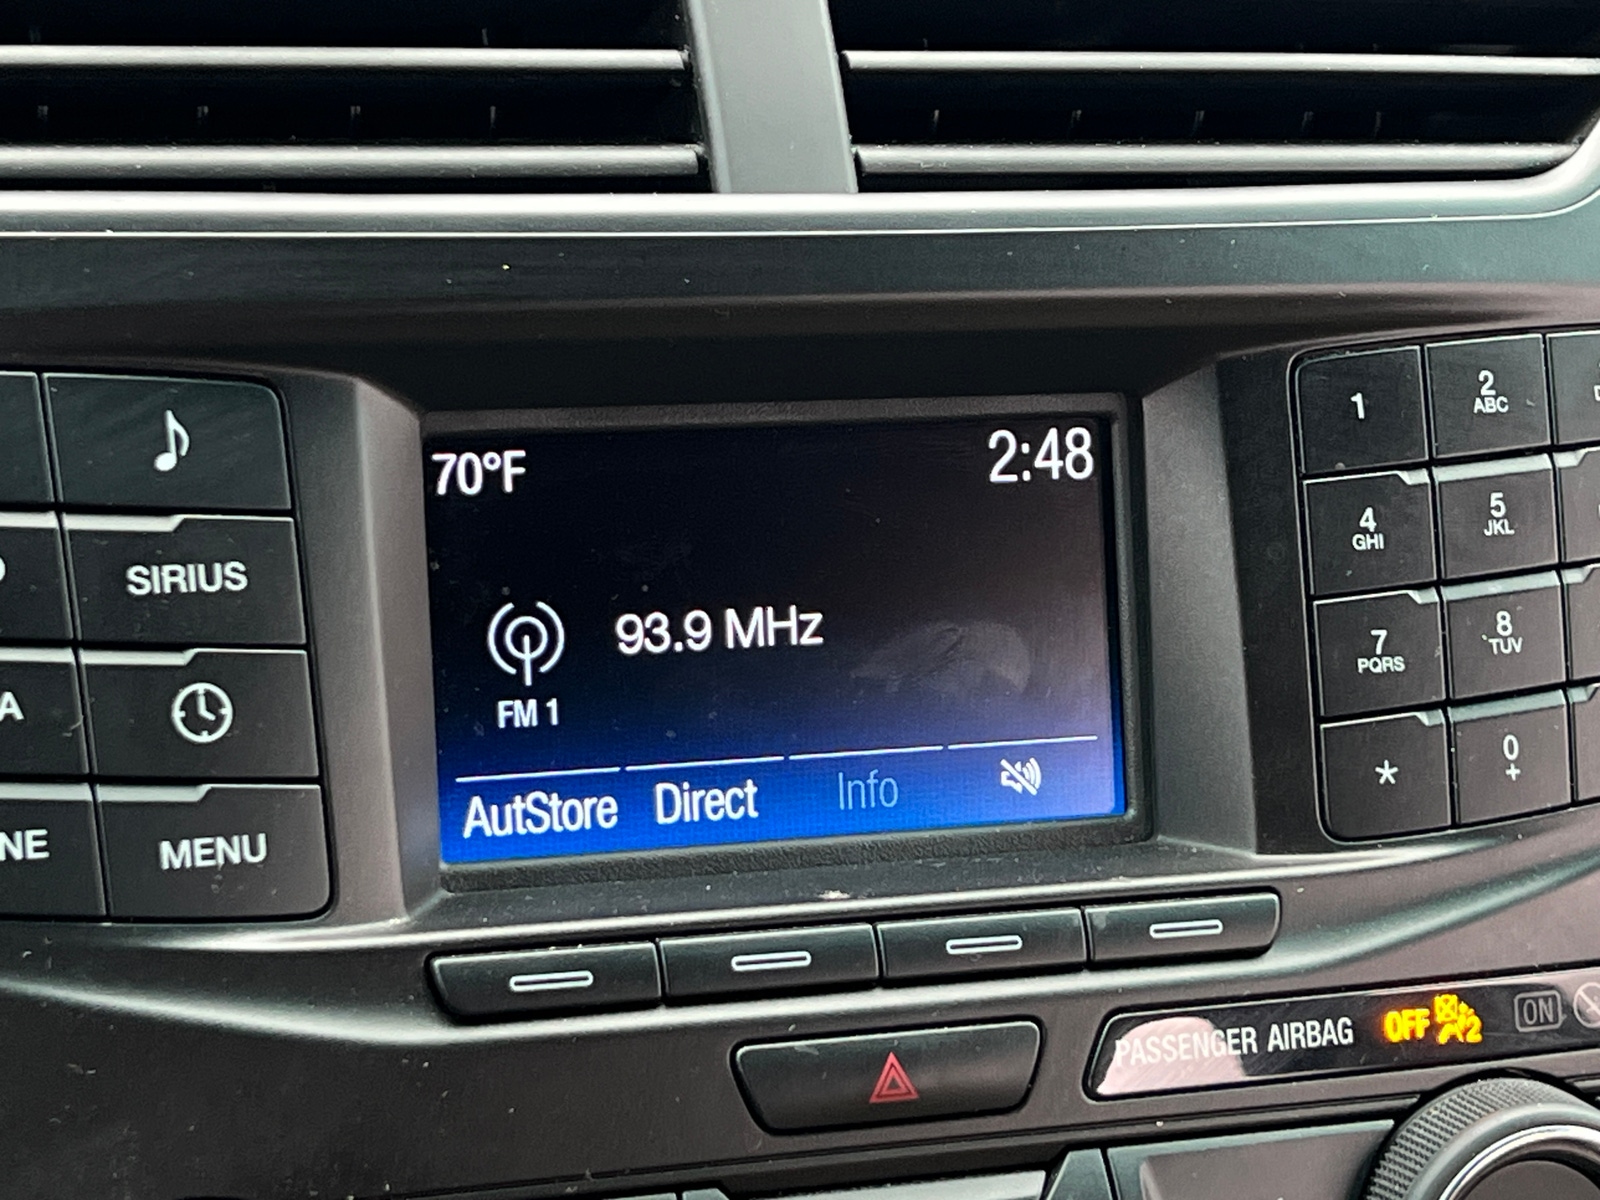 70°F
2:48
93.9 MHz
FM 1
AutStore
Direct
Info
SIRIUS
A
NE
MENU
1
2
ABC
4
GHI
5
JKL
7
PQRS
8
TUV
*
0
+
PASSENGER AIRBAG
OFF
2
ON